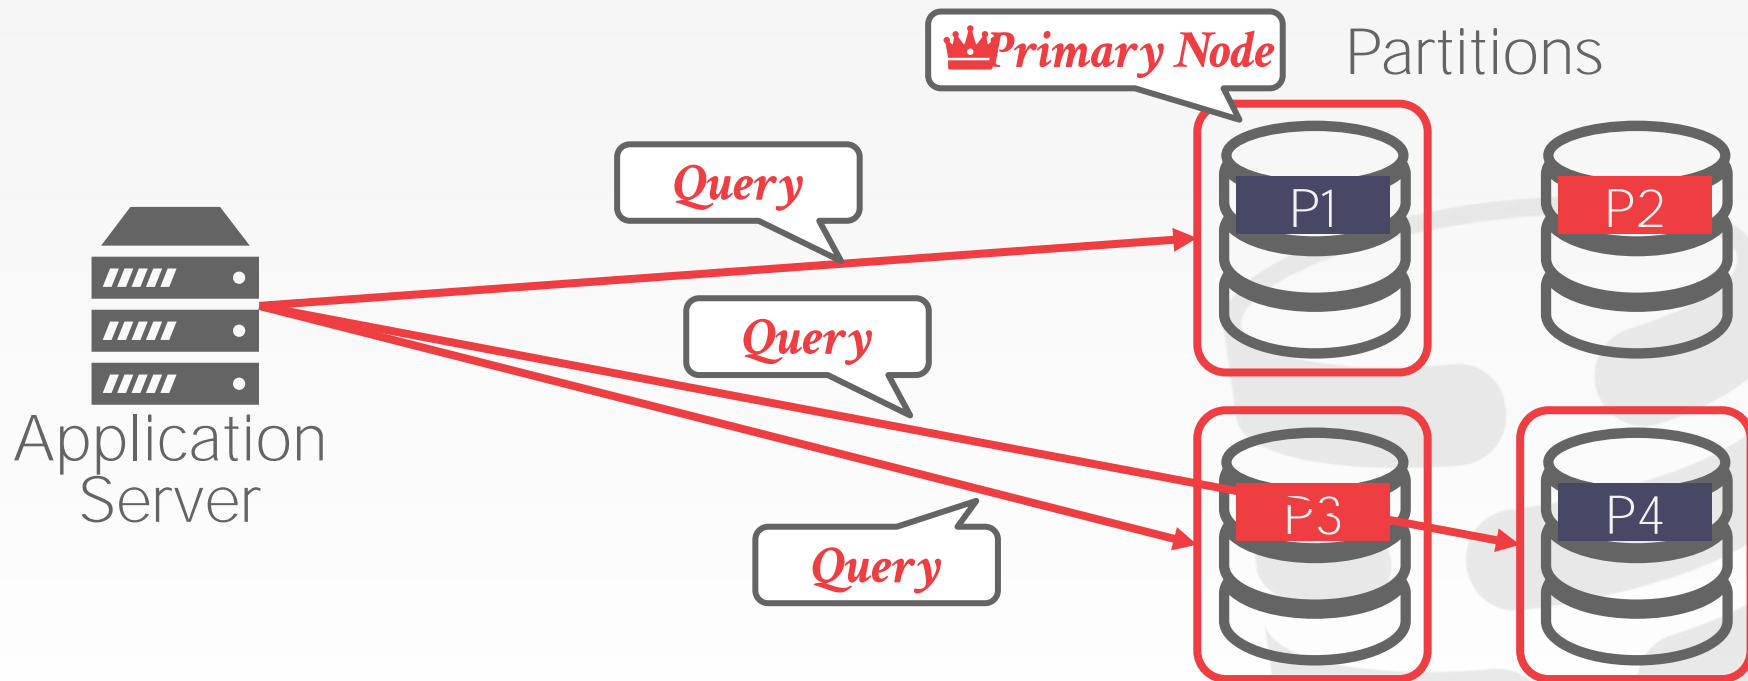 Primary Node
Partitions
Query
P1
P2
Query
Application
Server
P3
P4
Query